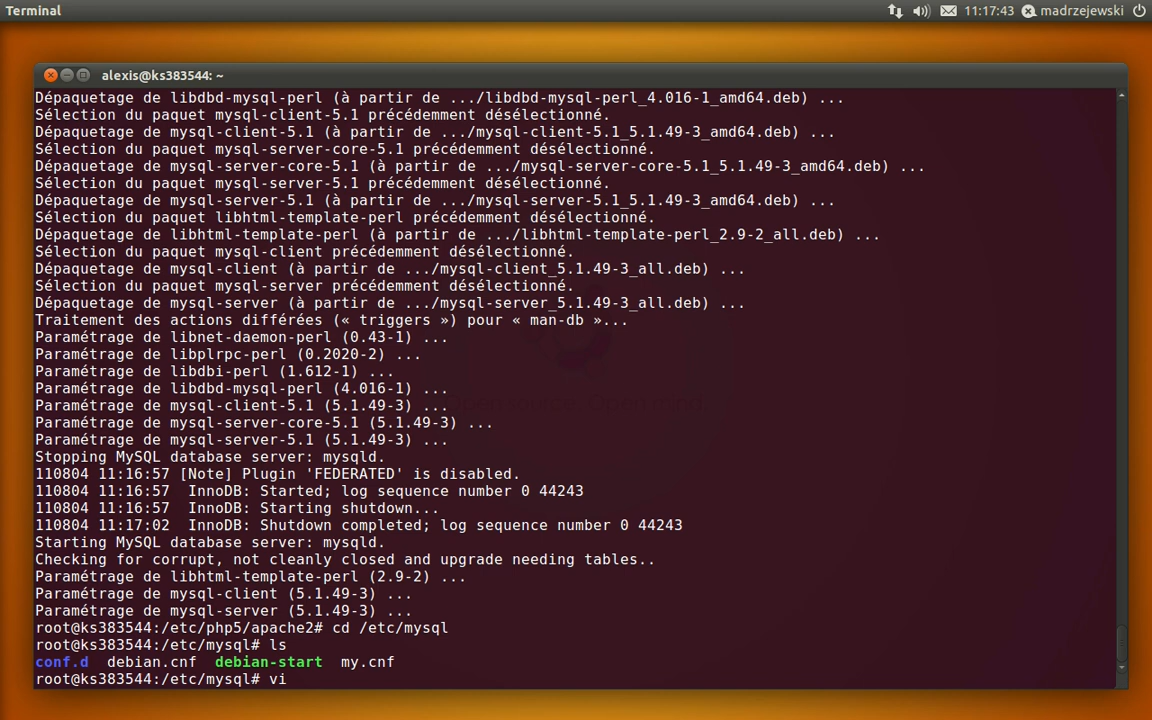 Terminal
11:17:43 madrzejewski
alexis@ks383544: ~
Dépaquetage de libdbd-mysql-perl (à partir de .../libdbd-mysql-perl_4.016-1_amd64.deb) ...
Sélection du paquet mysql-client-5.1 précédemment désélectionné.
Dépaquetage de mysql-client-5.1 (à partir de .../mysql-client-5.1_5.1.49-3_amd64.deb) ...
Sélection du paquet mysql-server-core-5.1 précédemment désélectionné.
Dépaquetage de mysql-server-core-5.1 (à partir de .../mysql-server-core-5.1_5.1.49-3_amd64.deb) ...
Sélection du paquet mysql-server-5.1 précédemment désélectionné.
Dépaquetage de mysql-server-5.1 (à partir de .../mysql-server-5.1_5.1.49-3_amd64.deb) ...
Sélection du paquet libhtml-template-perl précédemment désélectionné.
Dépaquetage de libhtml-template-perl (à partir de .../libhtml-template-perl_2.9-2_all.deb) ...
Sélection du paquet mysql-client précédemment désélectionné.
Dépaquetage de mysql-client (à partir de .../mysql-client_5.1.49-3_all.deb) ...
Sélection du paquet mysql-server précédemment désélectionné.
Dépaquetage de mysql-server (à partir de .../mysql-server_5.1.49-3_all.deb) ...
Traitement des actions différées (« triggers ») pour « man-db »...
Paramétrage de libnet-daemon-perl (0.43-1) ...
Paramétrage de libplrpc-perl (0.2020-2) ...
Paramétrage de libdbi-perl (1.612-1) ...
Paramétrage de libdbd-mysql-perl (4.016-1) ...
Paramétrage de mysql-client-5.1 (5.1.49-3) ...
Paramétrage de mysql-server-core-5.1 (5.1.49-3) ...
Paramétrage de mysql-server-5.1 (5.1.49-3) ...
Stopping MySQL database server: mysqld.
110804 11:16:57 [Note] Plugin 'FEDERATED' is disabled.
110804 11:16:57  InnoDB: Started; log sequence number 0 44243
110804 11:16:57  InnoDB: Starting shutdown...
110804 11:17:02  InnoDB: Shutdown completed; log sequence number 0 44243
Starting MySQL database server: mysqld.
Checking for corrupt, not cleanly closed and upgrade needing tables..
Paramétrage de libhtml-template-perl (2.9-2) ...
Paramétrage de mysql-client (5.1.49-3) ...
Paramétrage de mysql-server (5.1.49-3) ...
root@ks383544:/etc/php5/apache2# cd /etc/mysql
root@ks383544:/etc/mysql# ls
conf.d  debian.cnf  debian-start  my.cnf
root@ks383544:/etc/mysql# vi